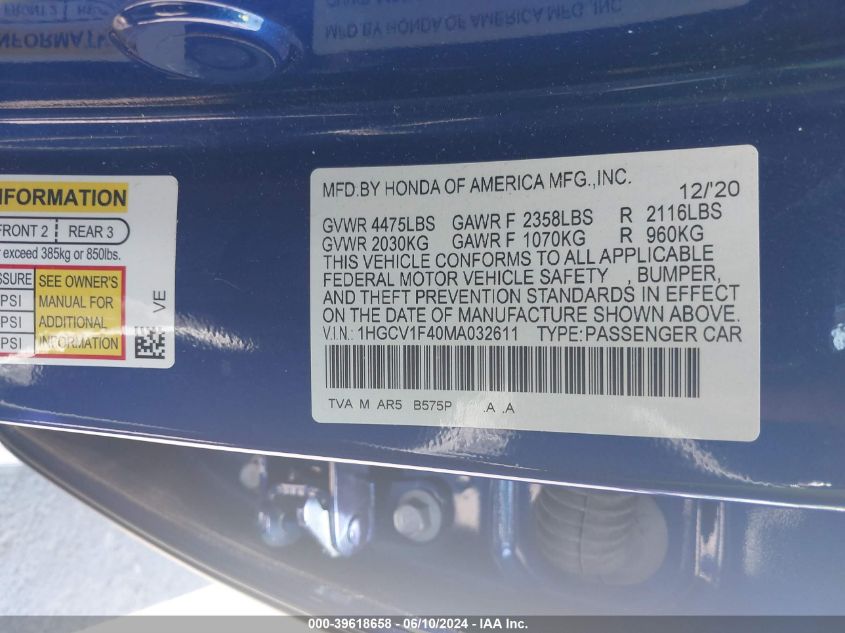 MFD.BY HONDA OF AMERICA MFG.,INC.
12/'20
GVWR 4475LBS GAWR F 2358LBS R 2116LBS
GVWR 2030KG GAWR F 1070KG R 960KG
THIS VEHICLE CONFORMS TO ALL APPLICABLE
FEDERAL MOTOR VEHICLE SAFETY , BUMPER,
AND THEFT PREVENTION STANDARDS IN EFFECT
ON THE DATE OF MANUFACTURE SHOWN ABOVE.
V.I.N.: 1HGCV1F40MA032611 TYPE:PASSENGER CAR
TVA M AR5 B575P .A .A
NFORMATION
FRONT 2 REAR 3
exceed 385kg or 850lbs.
SSURE
PSI
PSI
PSI
SEE OWNER'S
MANUAL FOR
ADDITIONAL
INFORMATION
VE
000-39618658 - 06/10/2024 - IAA Inc.